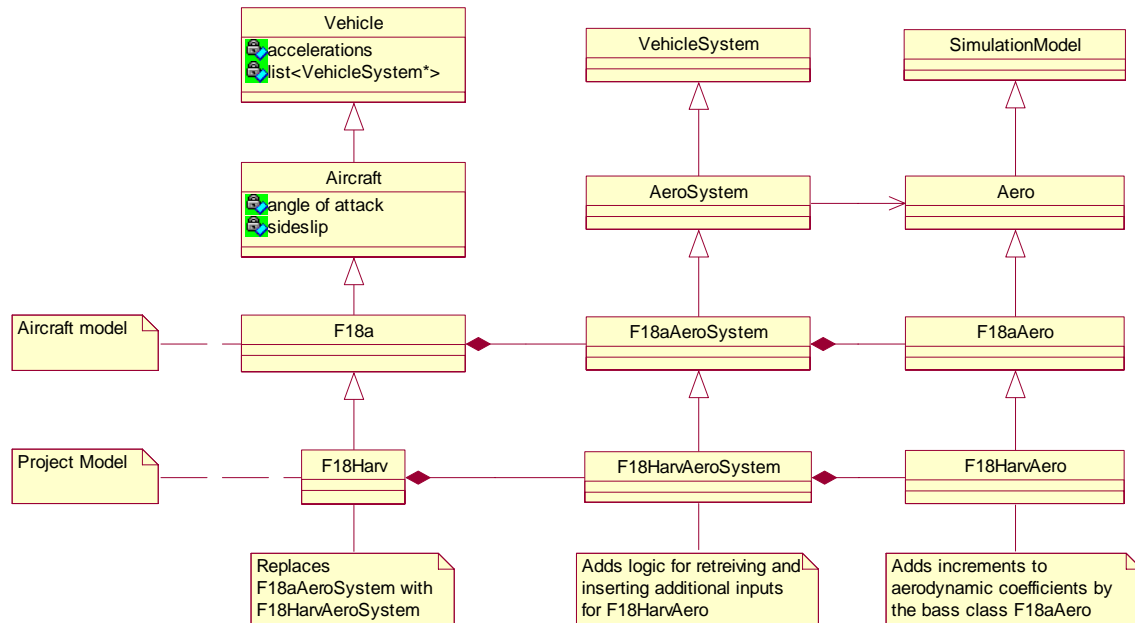 Vehicle
accelerations
list<VehicleSystem*>
VehicleSystem
SimulationModel
Aircraft
angle of attack
sideslip
AeroSystem
Aero
Aircraft model
F18a
F18aAeroSystem
F18aAero
Project Model
F18Harv
F18HarvAeroSystem
F18HarvAero
Replaces
F18aAeroSystem with
F18HarvAeroSystem
Adds logic for retreiving and
inserting additional inputs
for F18HarvAero
Adds increments to
aerodynamic coefficients by
the bass class F18aAero